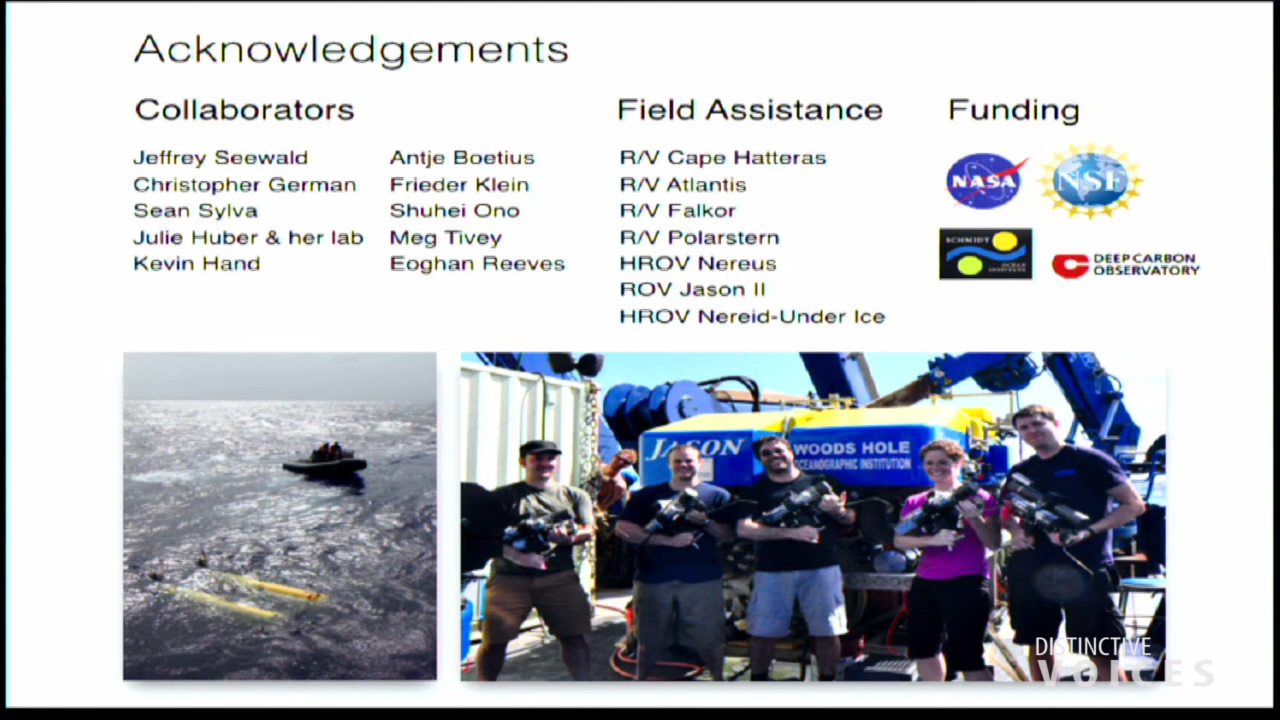 Acknowledgements
Collaborators
Jeffrey Seewald
Christopher German
Sean Sylva
Julie Huber & her lab
Kevin Hand
Antje Boetius
Frieder Klein
Shuhei Ono
Meg Tivey
Eoghan Reeves
Field Assistance
R/V Cape Hatteras
R/V Atlantis
R/V Falkor
R/V Polarstern
HROV Nereus
ROV Jason II
HROV Nereid-Under Ice
Funding
NASA
NSF
SCHMIDT
OCEAN
INSTITUTE
DEEP CARBON
OBSERVATORY
JASON
WOODS HOLE
OCEANOGRAPHIC INSTITUTION
DISTINCTIVE
VOICES